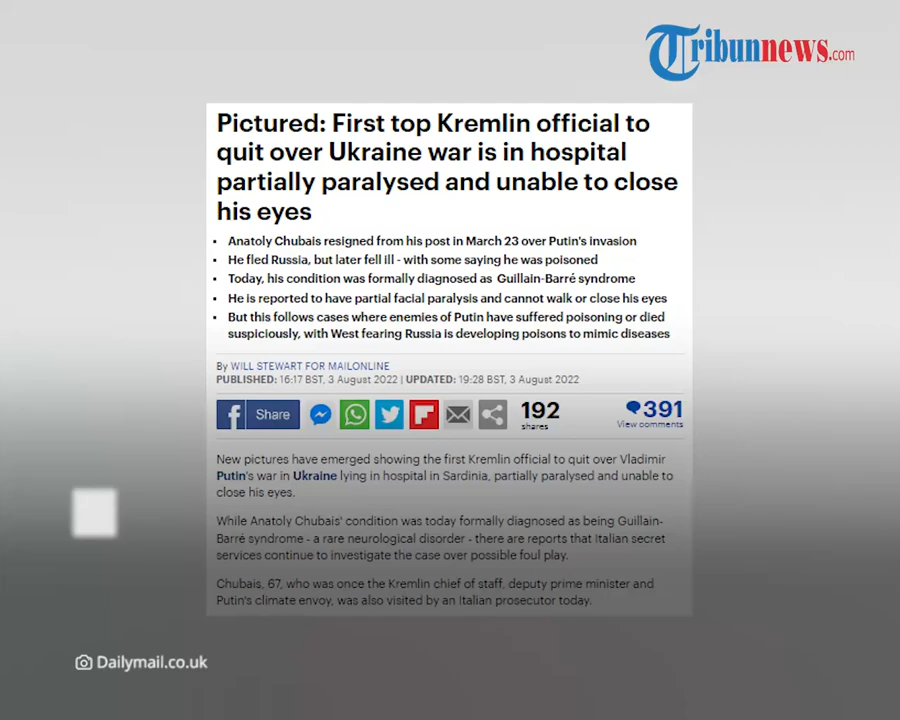 Tribunnews.com
Pictured: First top Kremlin official to
quit over Ukraine war is in hospital
partially paralysed and unable to close
his eyes
• Anatoly Chubais resigned from his post in March 23 over Putin's invasion
• He fled Russia, but later fell ill - with some saying he was poisoned
• Today, his condition was formally diagnosed as Guillain-Barré syndrome
• He is reported to have partial facial paralysis and cannot walk or close his eyes
• But this follows cases where enemies of Putin have suffered poisoning or died
suspiciously, with West fearing Russia is developing poisons to mimic diseases
By WILL STEWART FOR MAILONLINE
PUBLISHED: 16:17 BST, 3 August 2022 | UPDATED: 19:28 BST, 3 August 2022
f Share 192 shares 391 View comments
New pictures have emerged showing the first Kremlin official to quit over Vladimir
Putin's war in Ukraine lying in hospital in Sardinia, partially paralysed and unable to
close his eyes.
While Anatoly Chubais' condition was today formally diagnosed as being Guillain-
Barré syndrome - a rare neurological disorder - there are reports that Italian secret
services continue to investigate the case over possible foul play.
Chubais, 67, who was once the Kremlin chief of staff, deputy prime minister and
Putin's climate envoy, was also visited by an Italian prosecutor today.
Dailymail.co.uk